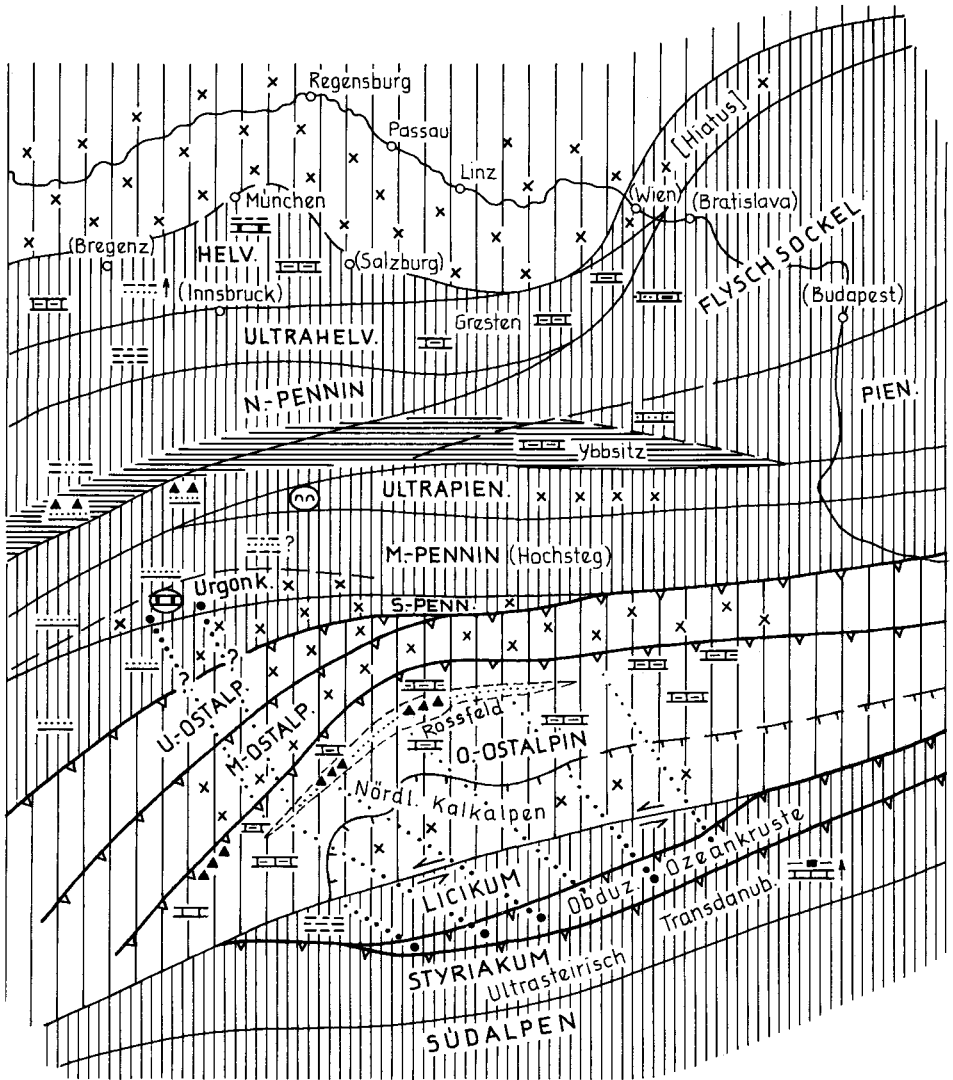 Regensburg
Passau
[Hiatus]
Linz
München
(Wien)
(Bratislava)
(Bregenz)
HELV.
(Salzburg)
FLYSCHSOCKEL
(Innsbruck)
(Budapest)
Gresten
ULTRAHELV.
N-PENNIN
PIEN.
Ybbsitz
ULTRAPIEN.
?
M-PENNIN (Hochsteg)
Urgonk.
S-PENN.
?
?
U-OSTALP.
M-OSTALP.
Rossfeld
O-OSTALPIN
Nördl. Kalkalpen
LICIKUM
Obduz. Ozeankruste
Transdanub.
STYRIAKUM
Ultrasteirisch
SÜDALPEN